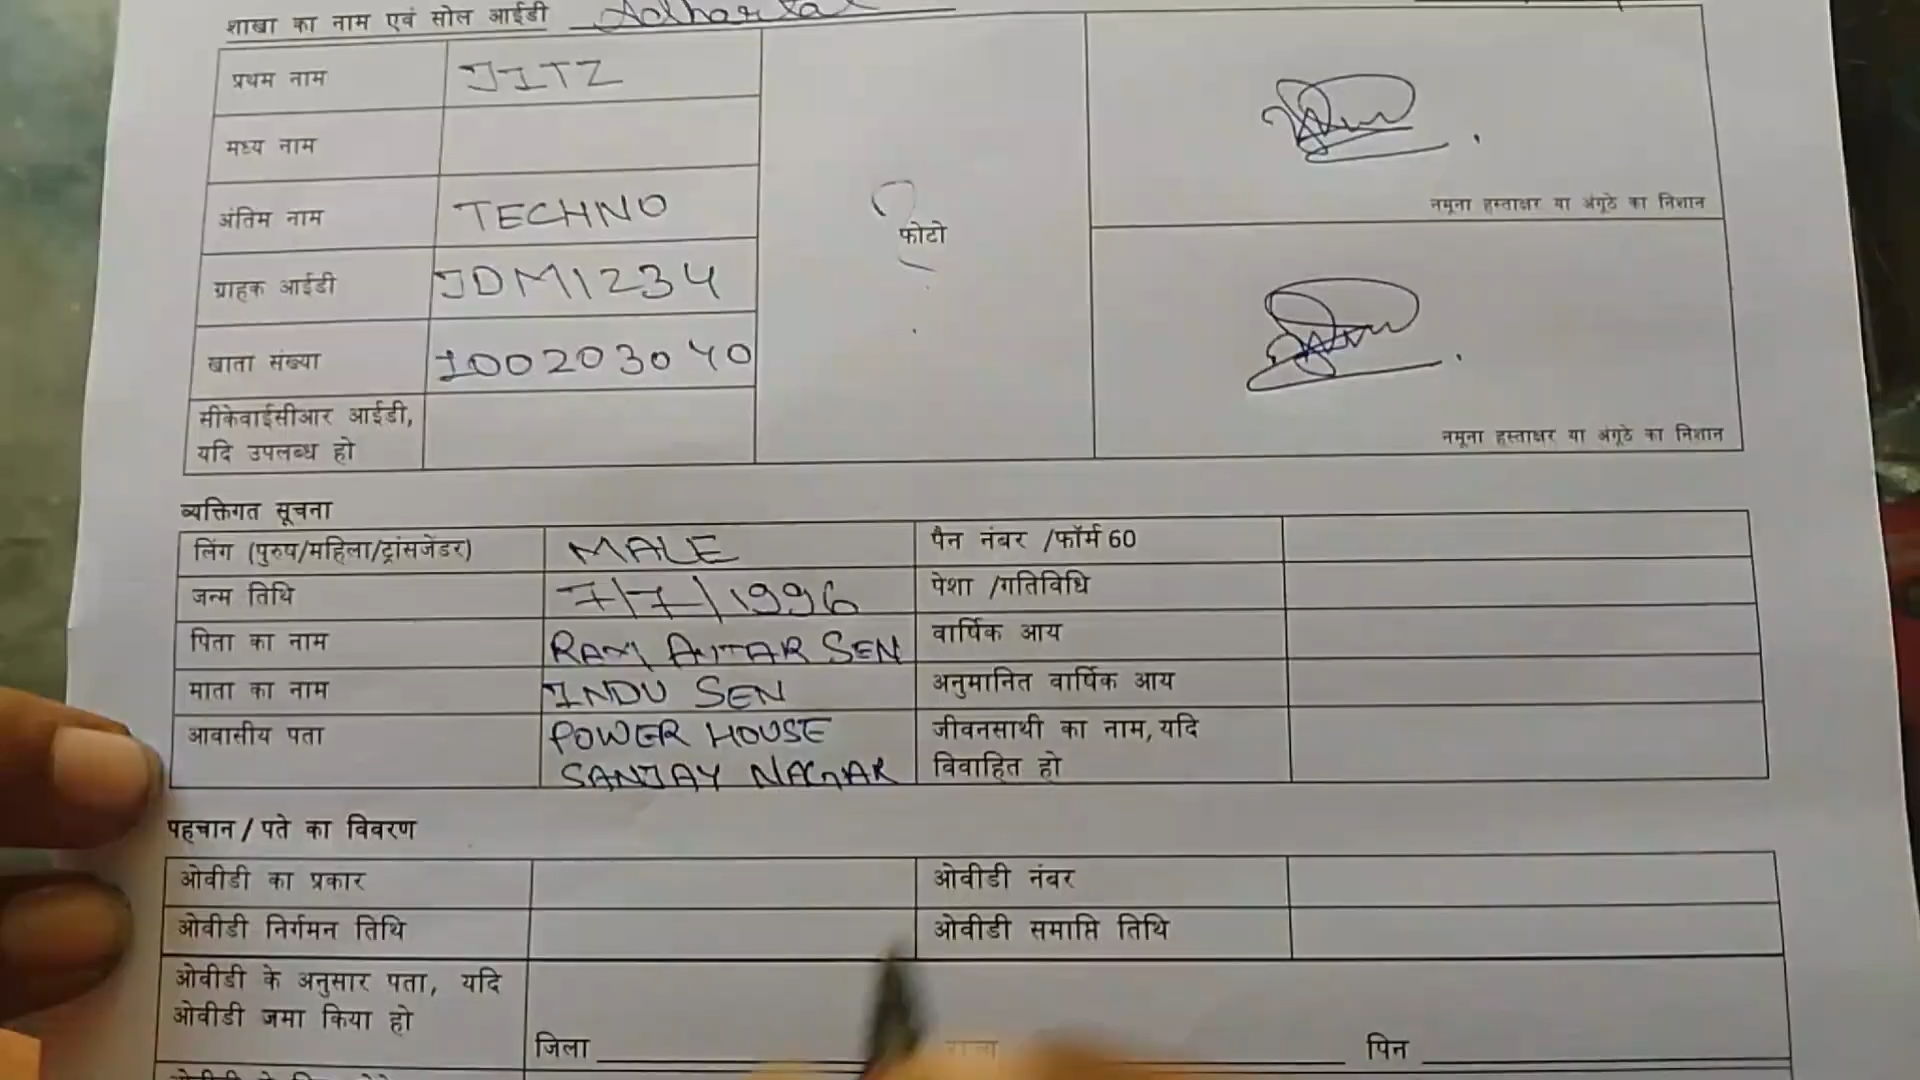 शाखा का नाम एवं सोल आईडी Adhartal
प्रथम नाम JITZ
मध्य नाम
अंतिम नाम TECHNO
ग्राहक आईडी JDM1234
खाता संख्या 100203040
सीकेवाईसीआर आईडी,
यदि उपलब्ध हो
फोटो
नमूना हस्ताक्षर या अंगूठे का निशान
नमूना हस्ताक्षर या अंगूठे का निशान
व्यक्तिगत सूचना
लिंग (पुरुष/महिला/ट्रांसजेंडर) MALE पैन नंबर /फॉर्म 60
जन्म तिथि 7/7/1996 पेशा /गतिविधि
पिता का नाम RAM AVTAR SEN वार्षिक आय
माता का नाम INDU SEN अनुमानित वार्षिक आय
आवासीय पता POWER HOUSE जीवनसाथी का नाम, यदि
SANJAY NAGAR विवाहित हो
पहचान / पते का विवरण
ओवीडी का प्रकार ओवीडी नंबर
ओवीडी निर्गमन तिथि ओवीडी समाप्ति तिथि
ओवीडी के अनुसार पता, यदि
ओवीडी जमा किया हो
जिला पिन